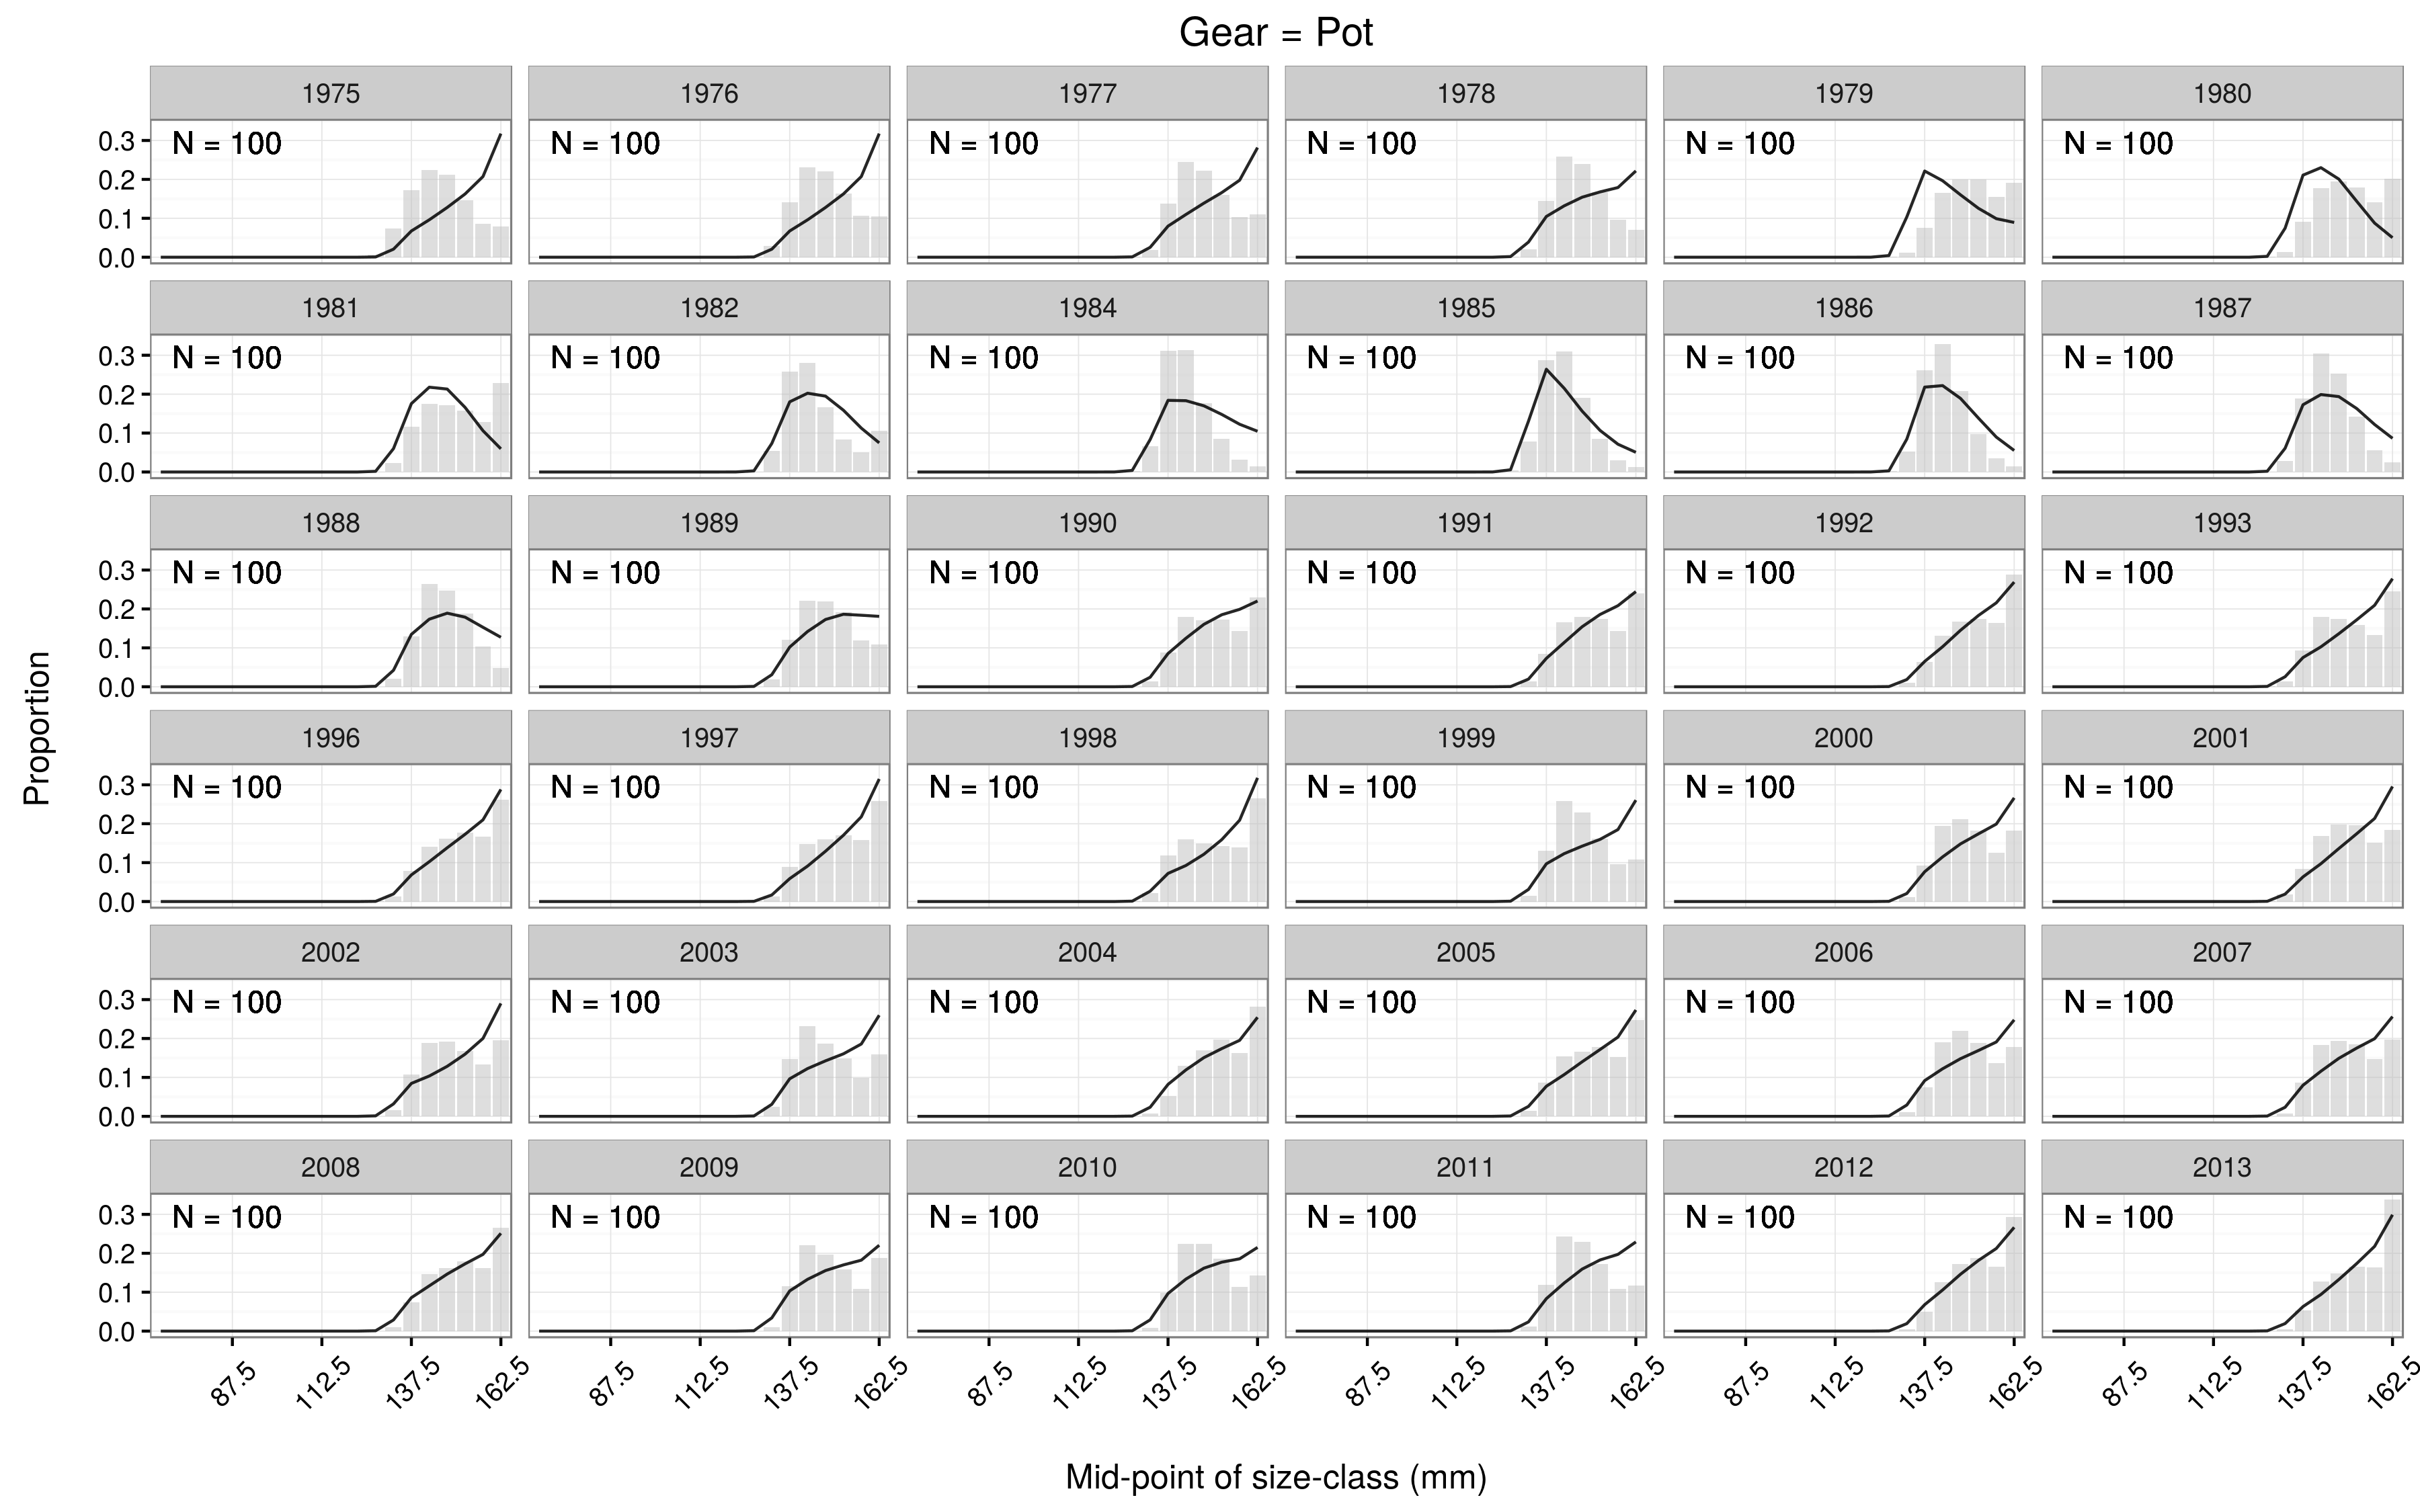 Gear = Pot
1975 1976 1977 1978 1979 1980
N = 100 N = 100 N = 100 N = 100 N = 100 N = 100
0.3
0.2
0.1
0.0
1981 1982 1984 1985 1986 1987
N = 100 N = 100 N = 100 N = 100 N = 100 N = 100
0.3
0.2
0.1
0.0
1988 1989 1990 1991 1992 1993
N = 100 N = 100 N = 100 N = 100 N = 100 N = 100
0.3
0.2
0.1
0.0
Proportion
1996 1997 1998 1999 2000 2001
N = 100 N = 100 N = 100 N = 100 N = 100 N = 100
0.3
0.2
0.1
0.0
2002 2003 2004 2005 2006 2007
N = 100 N = 100 N = 100 N = 100 N = 100 N = 100
0.3
0.2
0.1
0.0
2008 2009 2010 2011 2012 2013
N = 100 N = 100 N = 100 N = 100 N = 100 N = 100
0.3
0.2
0.1
0.0
87.5 112.5 137.5 162.5 87.5 112.5 137.5 162.5 87.5 112.5 137.5 162.5 87.5 112.5 137.5 162.5 87.5 112.5 137.5 162.5 87.5 112.5 137.5 162.5
Mid-point of size-class (mm)